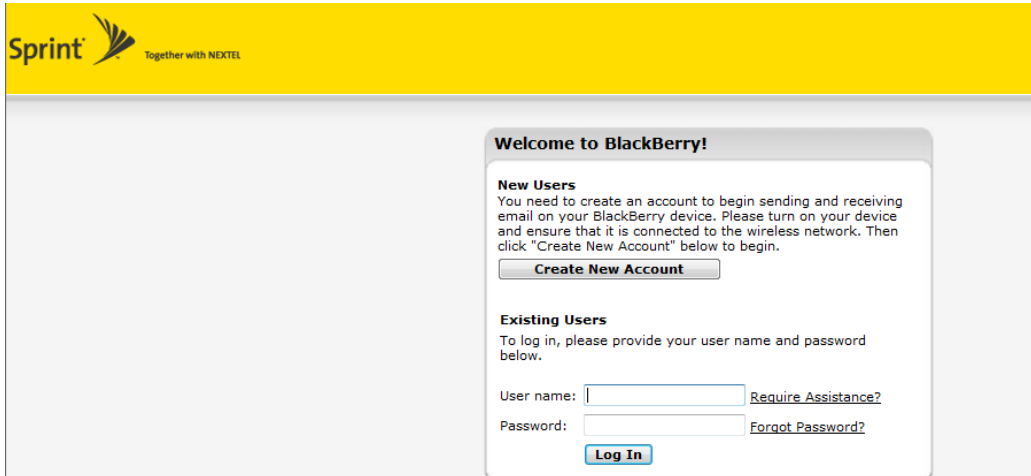 Sprint
Together with NEXTEL
Welcome to BlackBerry!
New Users
You need to create an account to begin sending and receiving
email on your BlackBerry device. Please turn on your device
and ensure that it is connected to the wireless network. Then
click "Create New Account" below to begin.
Create New Account
Existing Users
To log in, please provide your user name and password
below.
User name: Require Assistance?
Password: Forgot Password?
Log In